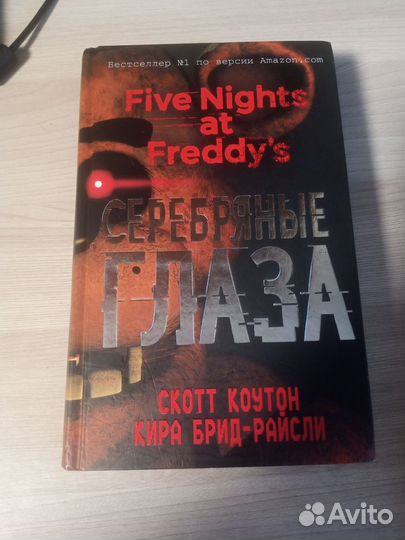 Бестселлер №1 по версии Amazon.com
Five Nights
at
Freddy's
СЕРЕБРЯНЫЕ
ГЛАЗА
СКОТТ КОУТОН
КИРА БРИД-РАЙСЛИ
Avito